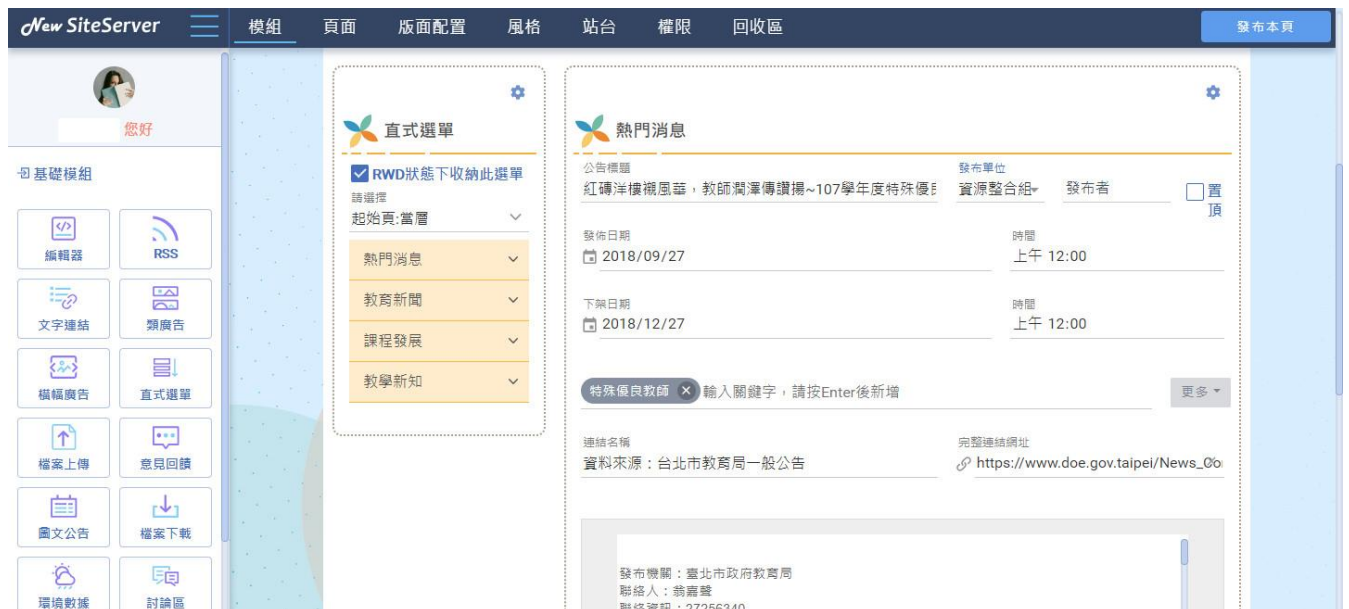 New SiteServer 模組 頁面 版面配置 風格 站台 權限 回收區 發布本頁
您好
基礎模組
編輯器 RSS
文字連結 類廣告
橫幅廣告 直式選單
檔案上傳 意見回饋
圖文公告 檔案下載
環境數據 討論區
直式選單
RWD狀態下收納此選單
請選擇
起始頁:當層
熱門消息
教育新聞
課程發展
教學新知
熱門消息
公告標題 發布單位
紅磚洋樓襯風華，教師潤澤傳讚揚~107學年度特殊優良 資源整合組 發布者 置頂
發佈日期 時間
2018/09/27 上午 12:00
下架日期 時間
2018/12/27 上午 12:00
特殊優良教師 輸入關鍵字，請按Enter後新增 更多
連結名稱 完整連結網址
資料來源：台北市教育局一般公告 https://www.doe.gov.taipei/News_Co
發布機關：臺北市政府教育局
聯絡人：翁嘉聲
聯絡資訊：27256340